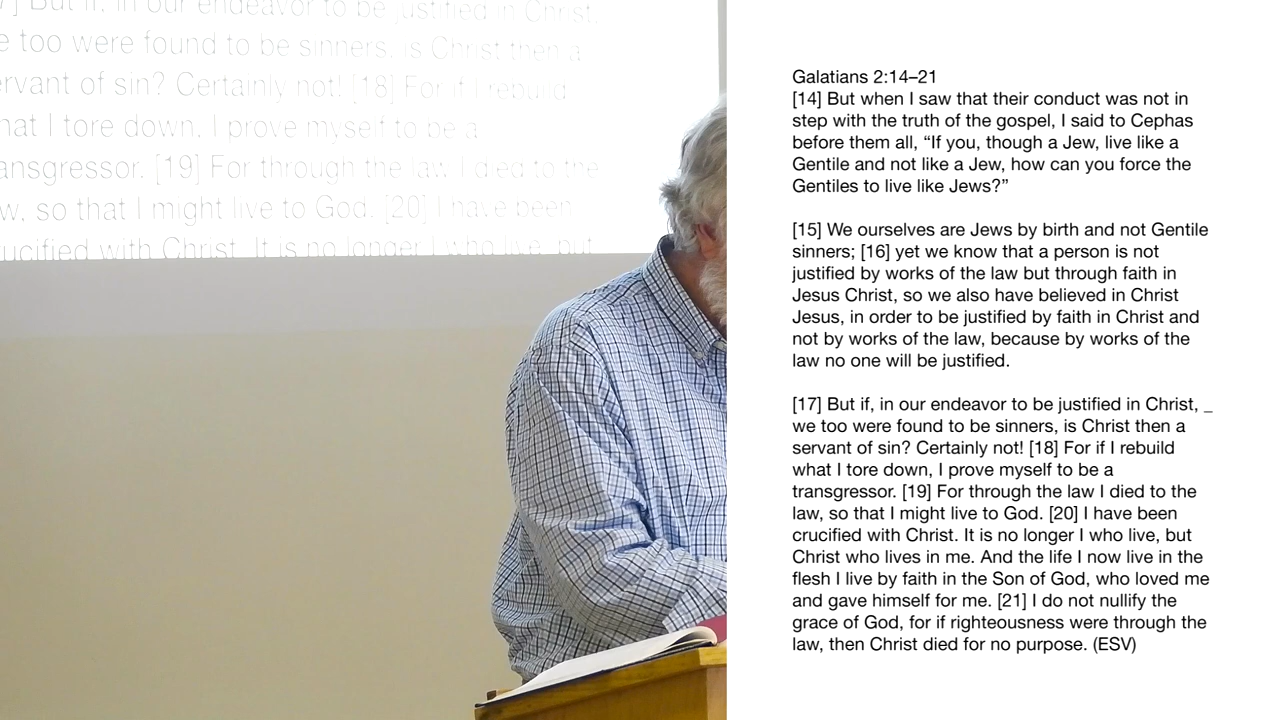 7] But if, in our endeavor to be justified in Christ,
e too were found to be sinners, is Christ then a
ervant of sin? Certainly not! [18] For if I rebuild
hat I tore down, I prove myself to be a
ansgressor. [19] For through the law I died to the
w, so that I might live to God. [20] I have been
rucified with Christ. It is no longer I who live, but
Galatians 2:14–21
[14] But when I saw that their conduct was not in
step with the truth of the gospel, I said to Cephas
before them all, “If you, though a Jew, live like a
Gentile and not like a Jew, how can you force the
Gentiles to live like Jews?”
[15] We ourselves are Jews by birth and not Gentile
sinners; [16] yet we know that a person is not
justified by works of the law but through faith in
Jesus Christ, so we also have believed in Christ
Jesus, in order to be justified by faith in Christ and
not by works of the law, because by works of the
law no one will be justified.
[17] But if, in our endeavor to be justified in Christ, _
we too were found to be sinners, is Christ then a
servant of sin? Certainly not! [18] For if I rebuild
what I tore down, I prove myself to be a
transgressor. [19] For through the law I died to the
law, so that I might live to God. [20] I have been
crucified with Christ. It is no longer I who live, but
Christ who lives in me. And the life I now live in the
flesh I live by faith in the Son of God, who loved me
and gave himself for me. [21] I do not nullify the
grace of God, for if righteousness were through the
law, then Christ died for no purpose. (ESV)